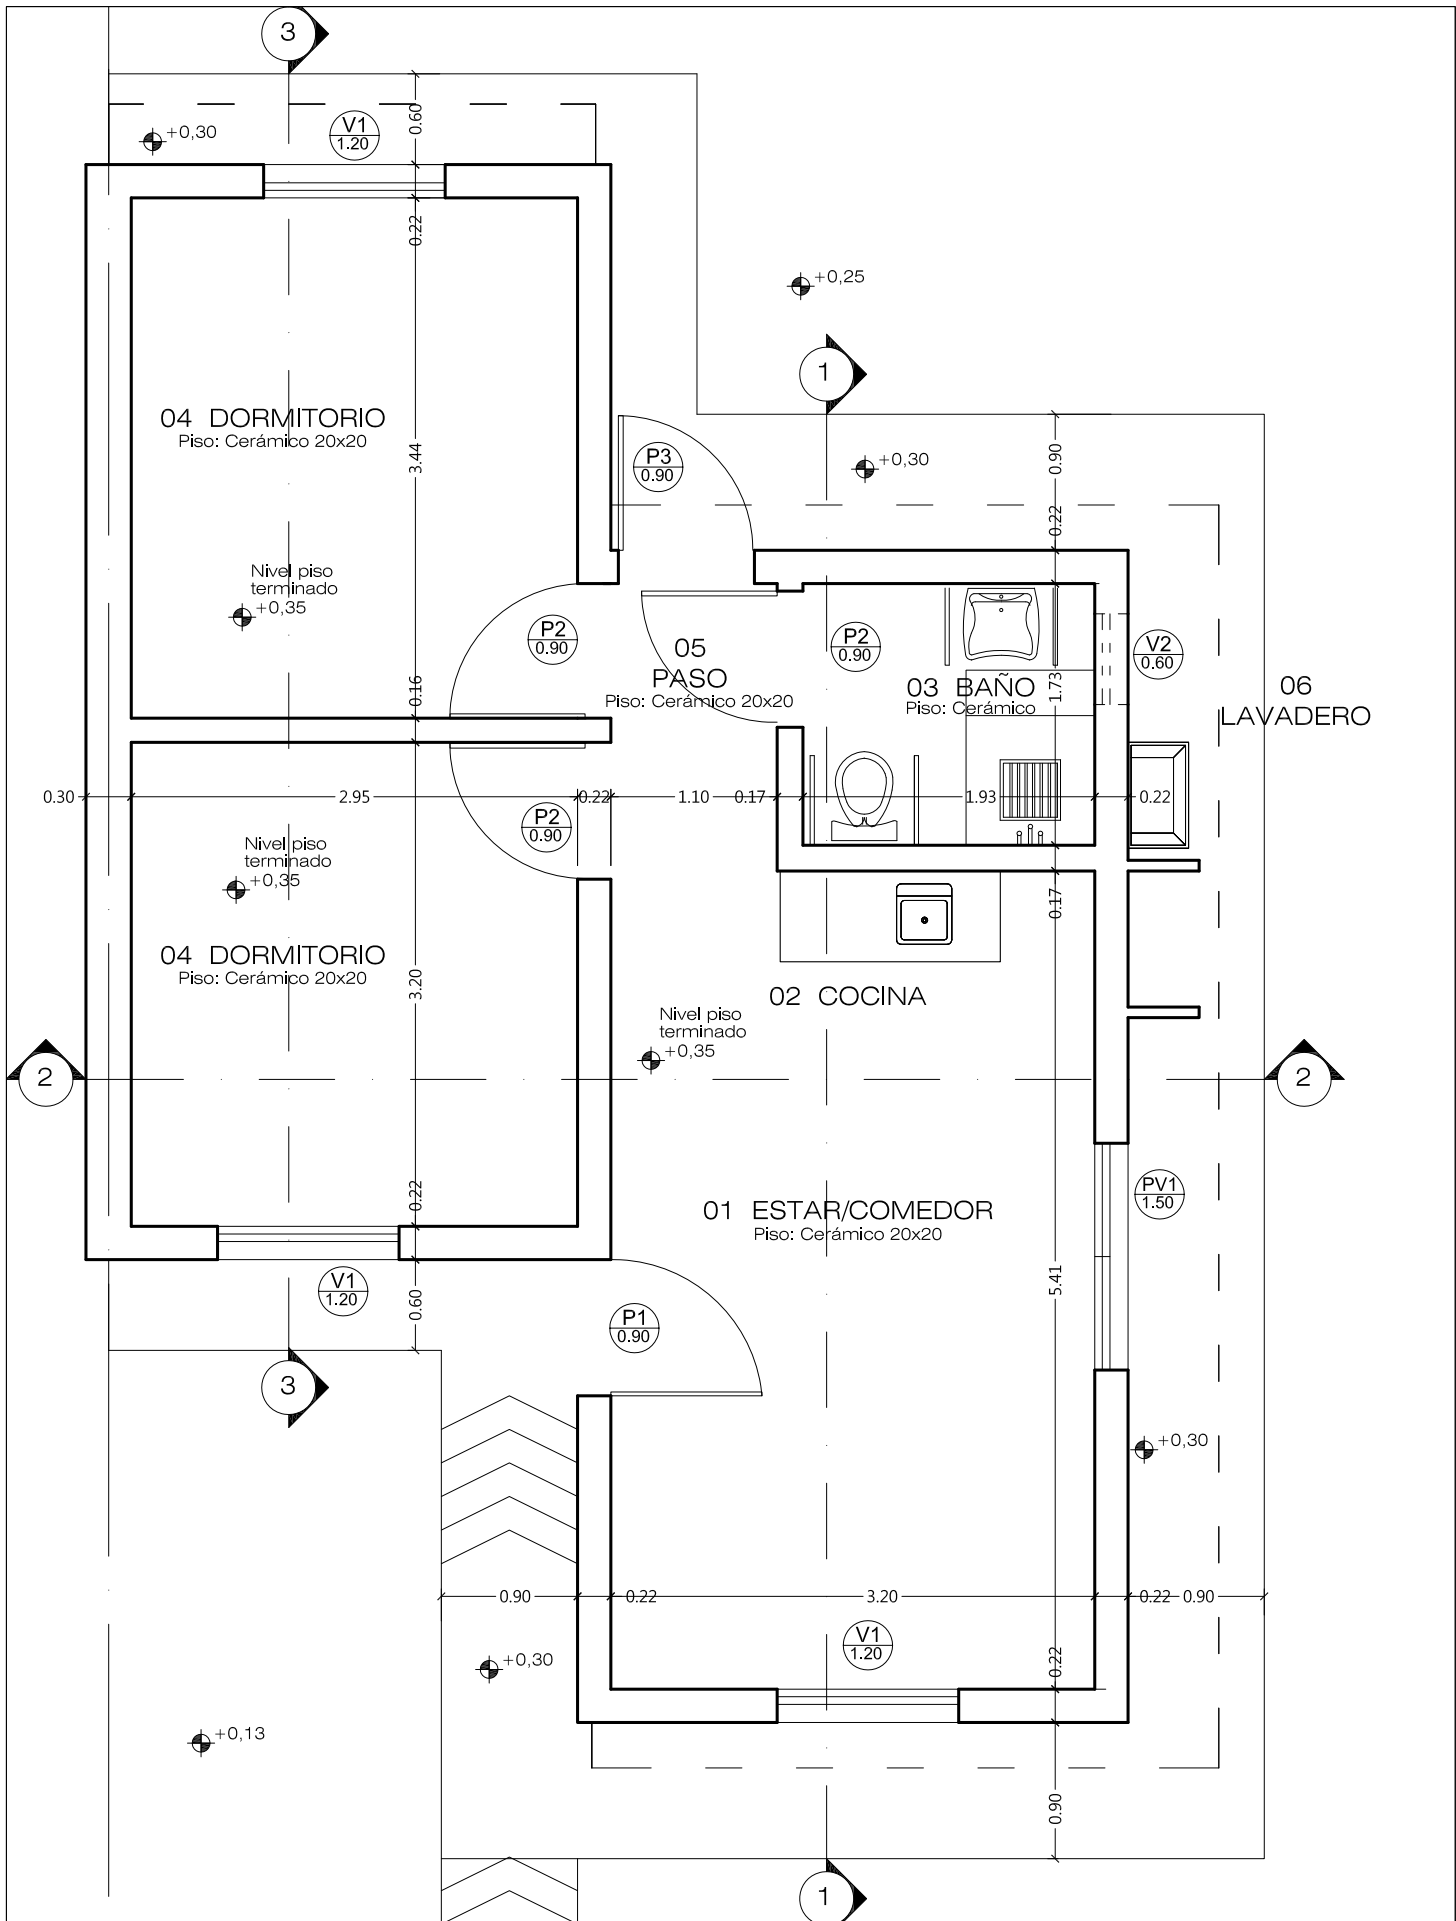 3
+0,30
V1
1.20
0.60
0.22
+0,25
1
04 DORMITORIO
Piso: Cerámico 20x20
3.44
P3
0.90
+0,30
0.90
0.22
Nivel piso
terminado
+0,35
P2
0.90
05
PASO
Piso: Cerámico 20x20
P2
0.90
03 BAÑO
Piso: Cerámico
1.73
V2
0.60
06
LAVADERO
0.16
0.30
2.95
0.22
1.10
0.17
1.93
0.22
P2
0.90
Nivel piso
terminado
+0,35
0.17
04 DORMITORIO
Piso: Cerámico 20x20
3.20
02 COCINA
Nivel piso
terminado
+0,35
2
2
0.22
01 ESTAR/COMEDOR
Piso: Cerámico 20x20
PV1
1.50
V1
1.20
0.60
P1
0.90
5.41
3
+0,30
0.90
0.22
3.20
0.22
0.90
V1
1.20
0.22
+0,30
+0,13
0.90
1